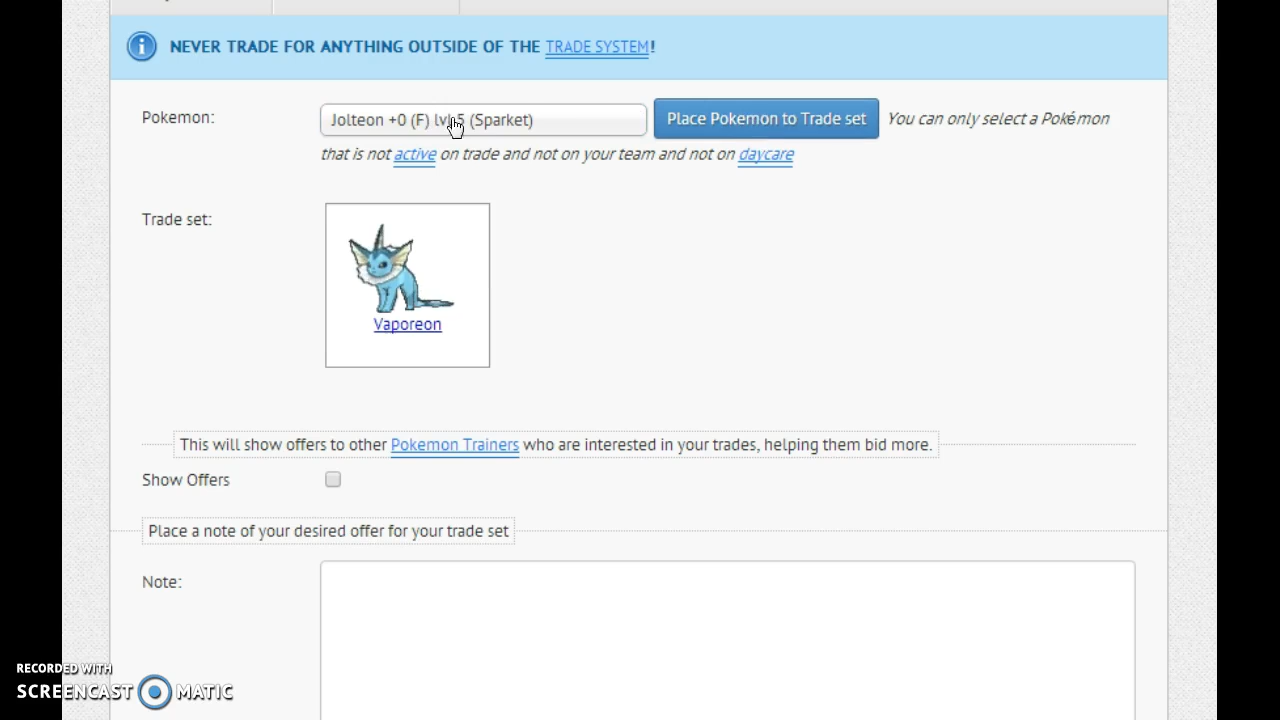 NEVER TRADE FOR ANYTHING OUTSIDE OF THE TRADE SYSTEM!
Pokemon: Jolteon +0 (F) lvl 5 (Sparket) Place Pokemon to Trade set You can only select a Pokémon
that is not active on trade and not on your team and not on daycare
Trade set:
Vaporeon
This will show offers to other Pokemon Trainers who are interested in your trades, helping them bid more.
Show Offers
Place a note of your desired offer for your trade set
Note:
RECORDED WITH
SCREENCAST MATIC